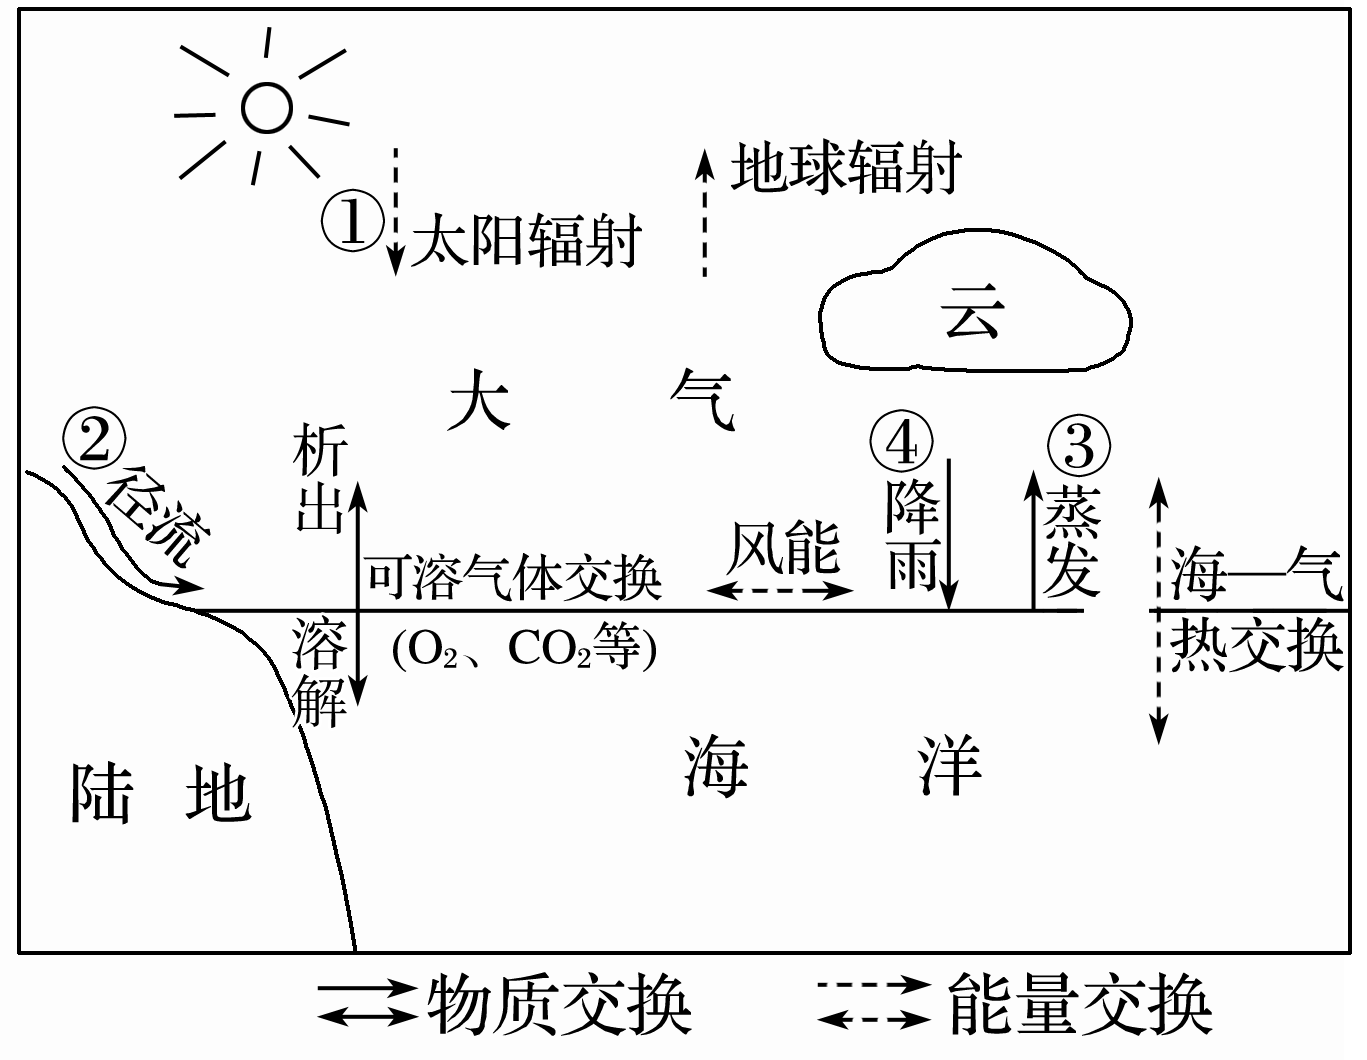 地球辐射
①
太阳辐射
云
大气
②
径流
析出
④
降雨
③
蒸发
风能
可溶气体交换
(O₂、CO₂等)
溶解
海—气
热交换
海洋
陆地
物质交换
能量交换